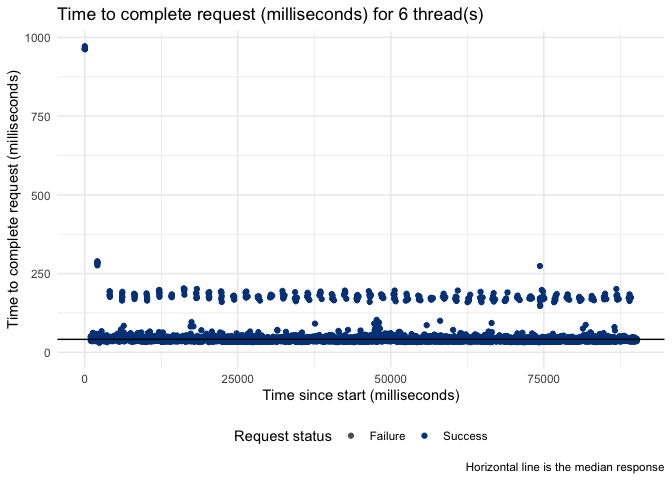 Time to complete request (milliseconds) for 6 thread(s)
Time to complete request (milliseconds)
1000
750
500
250
0
0 25000 50000 75000
Time since start (milliseconds)
Request status Failure Success
Horizontal line is the median response